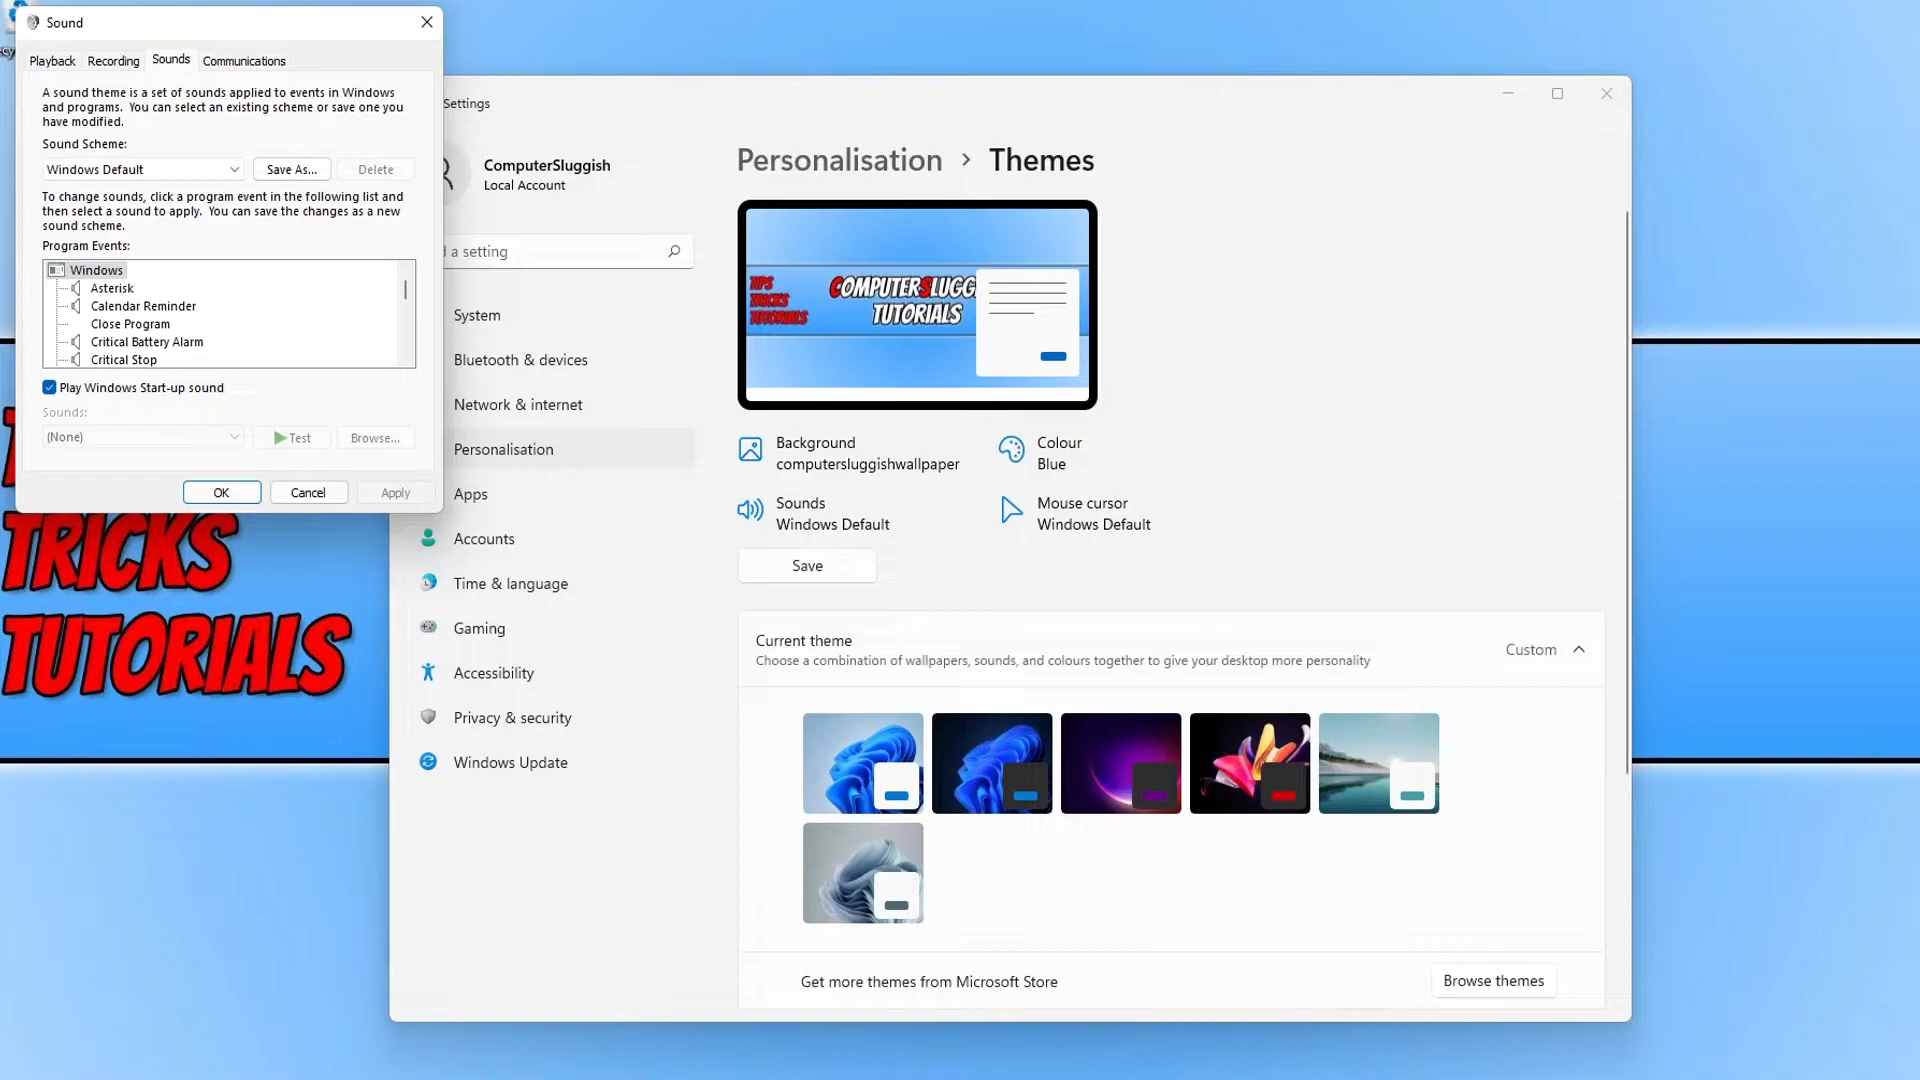 Sound
Playback Recording Sounds Communications
A sound theme is a set of sounds applied to events in Windows
and programs. You can select an existing scheme or save one you
have modified.
Sound Scheme:
Windows Default
Save As...
Delete
To change sounds, click a program event in the following list and
then select a sound to apply. You can save the changes as a new
sound scheme.
Program Events:
Windows
Asterisk
Calendar Reminder
Close Program
Critical Battery Alarm
Critical Stop
Play Windows Start-up sound
Sounds:
(None)
Test
Browse...
OK
Cancel
Apply
TRICKS
TUTORIALS
Settings
ComputerSluggish
Local Account
a setting
System
Bluetooth & devices
Network & internet
Personalisation
Apps
Accounts
Time & language
Gaming
Accessibility
Privacy & security
Windows Update
Personalisation > Themes
TIPS
TRICKS
TUTORIALS
COMPUTERSLUGG
TUTORIALS
Background
computersluggishwallpaper
Colour
Blue
Sounds
Windows Default
Mouse cursor
Windows Default
Save
Current theme
Choose a combination of wallpapers, sounds, and colours together to give your desktop more personality
Custom
Get more themes from Microsoft Store
Browse themes